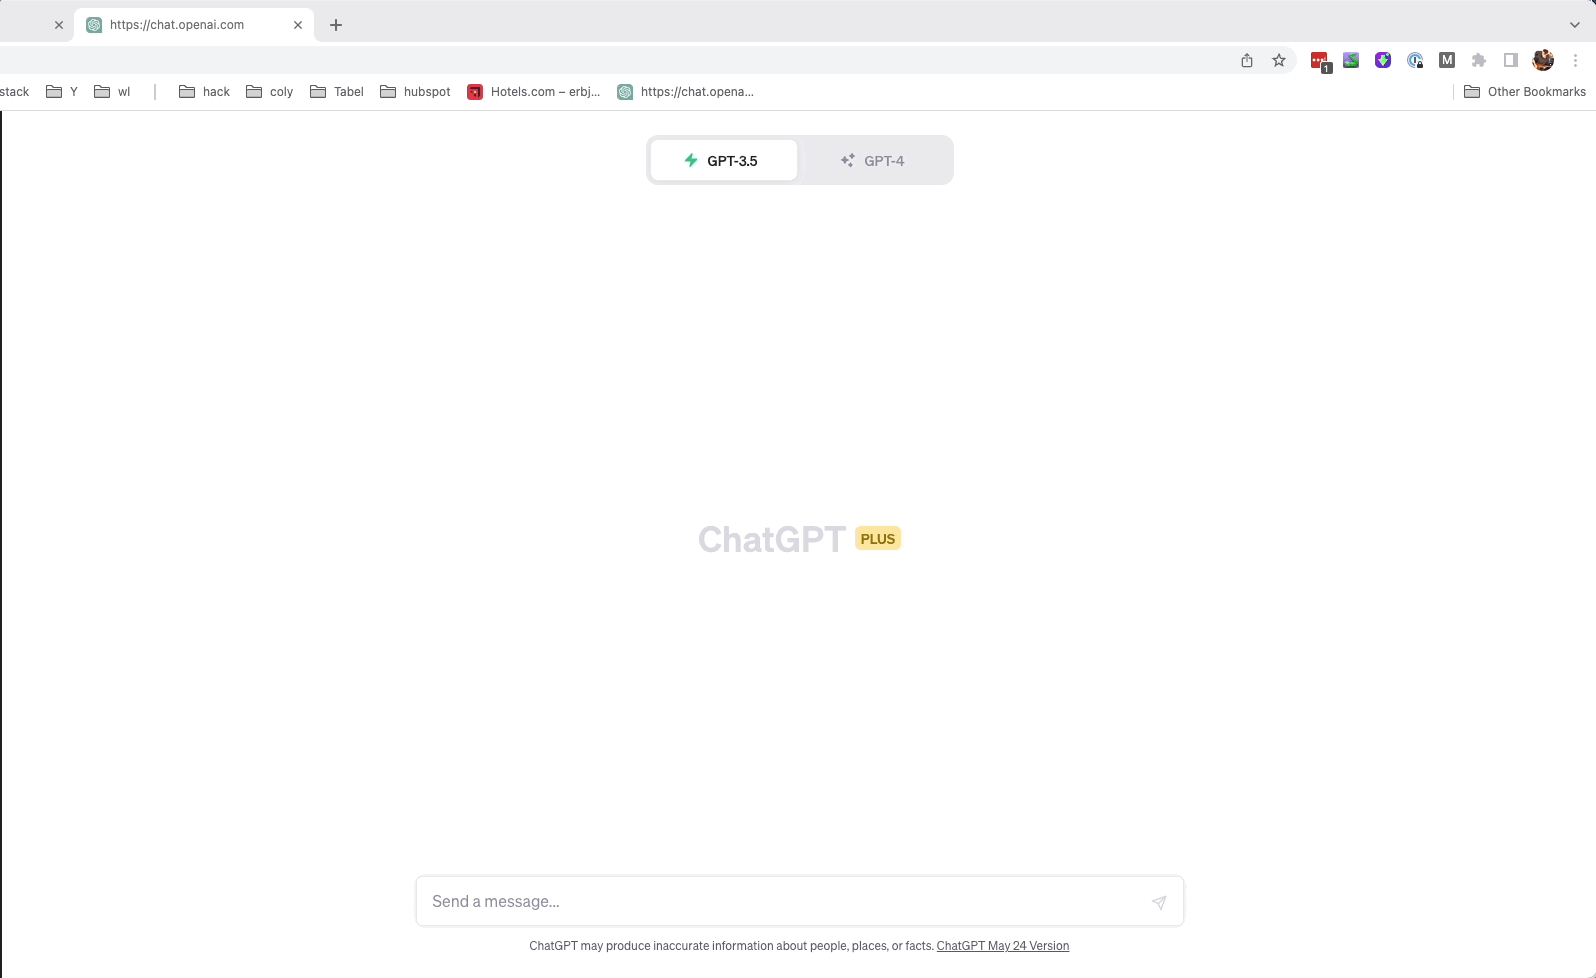 https://chat.openai.com
1
M
stack Y wl hack coly Tabel hubspot Hotels.com – erbj... https://chat.opena... Other Bookmarks
GPT-3.5 GPT-4
ChatGPT PLUS
Send a message...
ChatGPT may produce inaccurate information about people, places, or facts. ChatGPT May 24 Version